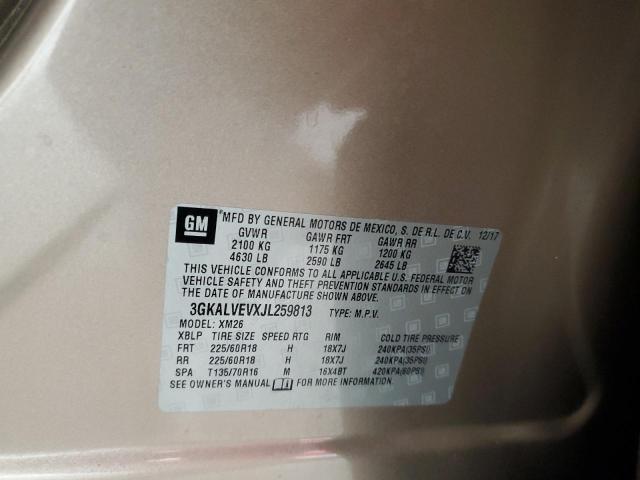 GM MFD BY GENERAL MOTORS DE MEXICO, S. DE R.L. DE C.V. 12/17
GVWR GAWR FRT GAWR RR
2100 KG 1175 KG 1200 KG
4630 LB 2590 LB 2645 LB
THIS VEHICLE CONFORMS TO ALL APPLICABLE U.S. FEDERAL MOTOR
VEHICLE SAFETY AND THEFT PREVENTION STANDARDS IN EFFECT ON
THE DATE OF MANUFACTURE SHOWN ABOVE.
3GKALVEVXJL259813 TYPE: M.P.V.
MODEL: XM26
XBLP TIRE SIZE SPEED RTG RIM COLD TIRE PRESSURE
FRT 225/60R18 H 18X7J 240KPA(35PSI)
RR 225/60R18 H 18X7J 240KPA(35PSI)
SPA T135/70R16 M 16X4BT 420KPA(60PSI)
SEE OWNER'S MANUAL FOR MORE INFORMATION.